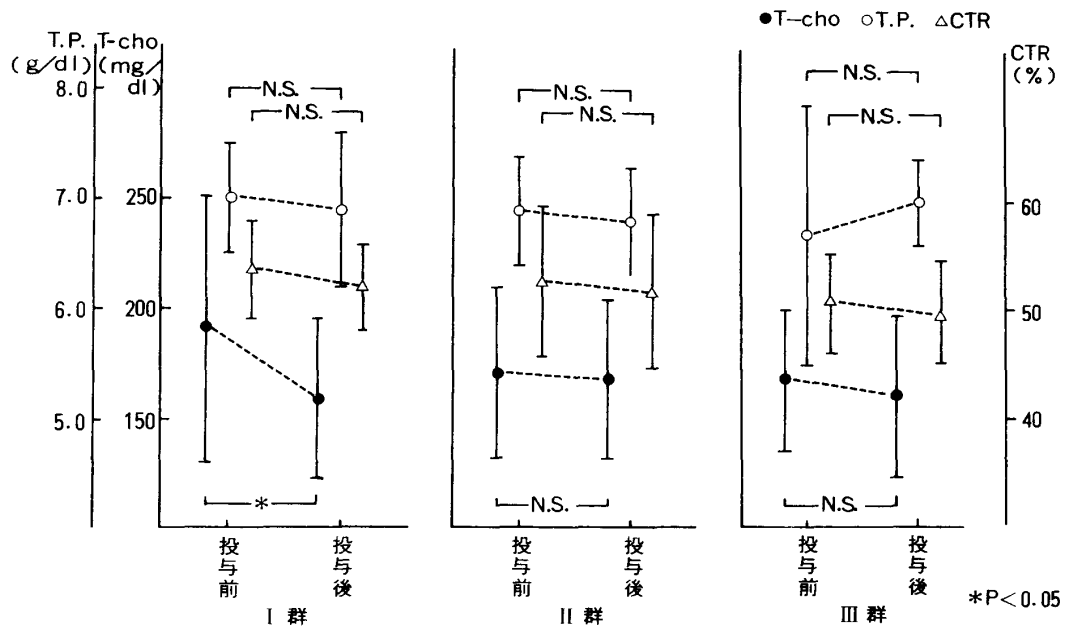 ●T-cho ○T.P. △CTR
T.P. T-cho
(g/dl) (mg/dl)
CTR
(%)
8.0
7.0
6.0
5.0
250
200
150
60
50
40
N.S.
N.S.
*
N.S.
N.S.
N.S.
N.S.
N.S.
N.S.
投与前
投与後
投与前
投与後
投与前
投与後
I 群
II 群
III 群
*P<0.05